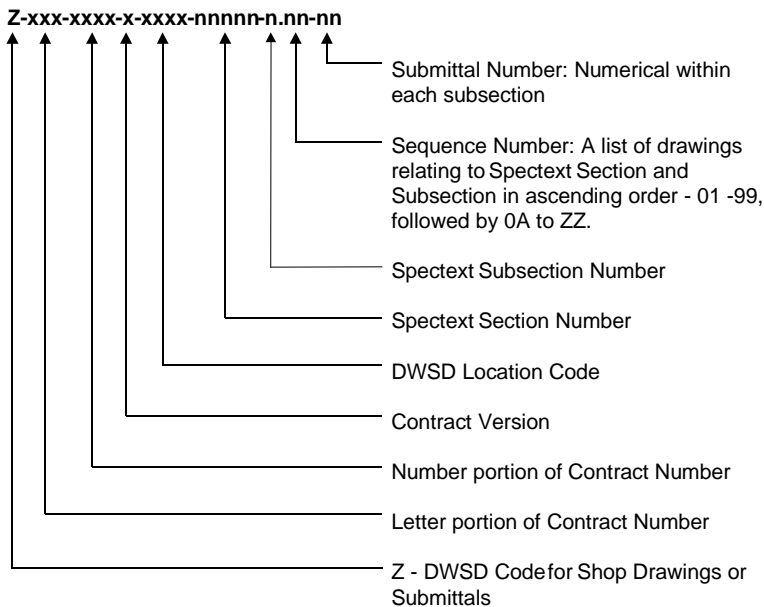 Z-xxx-xxxx-x-xxxx-nnnnn-n.nn-nn
Submittal Number: Numerical within
each subsection
Sequence Number: A list of drawings
relating to Spectext Section and
Subsection in ascending order - 01 -99,
followed by 0A to ZZ.
Spectext Subsection Number
Spectext Section Number
DWSD Location Code
Contract Version
Number portion of Contract Number
Letter portion of Contract Number
Z - DWSD Codefor Shop Drawings or
Submittals